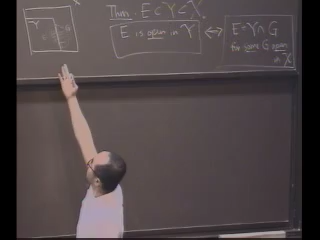 X
Y
E
G
Thm. E ⊂ Y ⊂ X.
E is open in Y ⟷ E = Y ∩ G
for some G open
in X